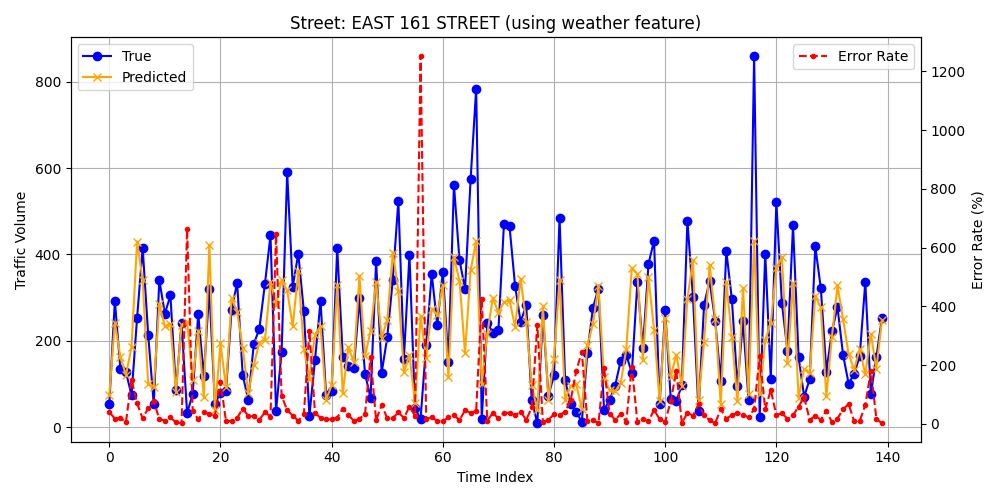 Street: EAST 161 STREET (using weather feature)
True
Predicted
Error Rate
Traffic Volume
0
200
400
600
800
0
200
400
600
800
1000
1200
Error Rate (%)
0
20
40
60
80
100
120
140
Time Index